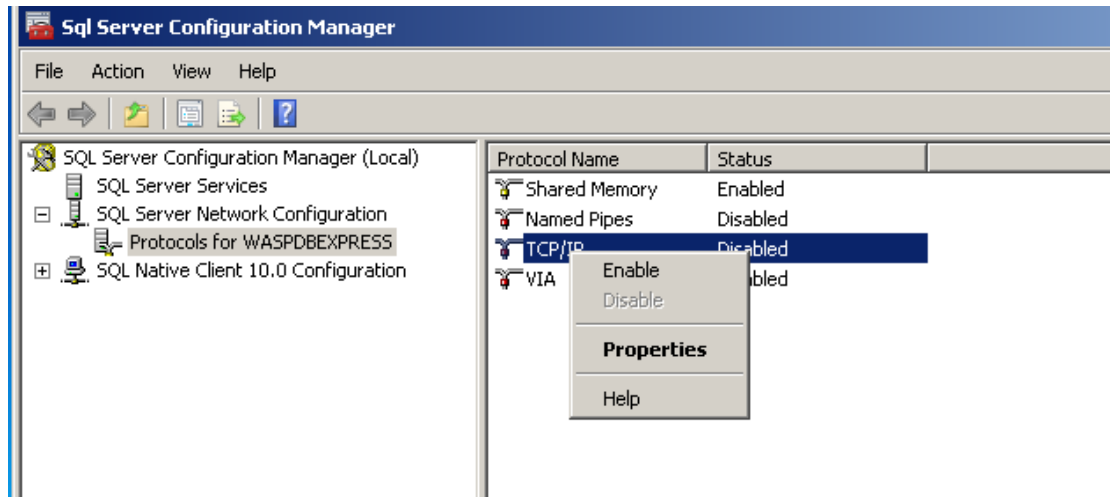 Sql Server Configuration Manager
File Action View Help
SQL Server Configuration Manager (Local)
SQL Server Services
SQL Server Network Configuration
Protocols for WASPDBEXPRESS
SQL Native Client 10.0 Configuration
Protocol Name Status
Shared Memory Enabled
Named Pipes Disabled
TCP/IP Disabled
VIA
Enable
Disable
Properties
Help